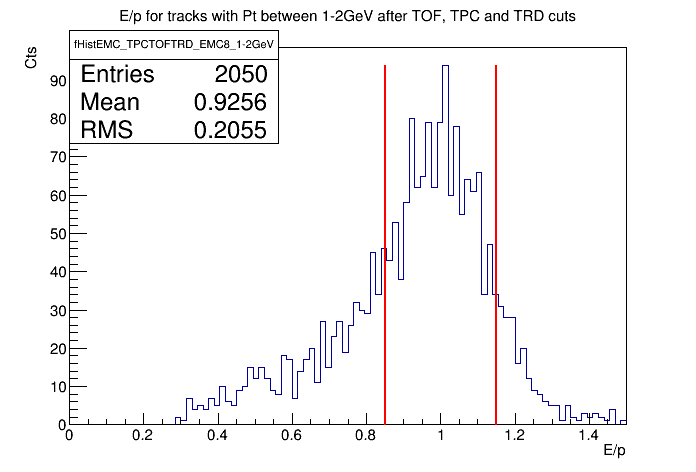 E/p for tracks with Pt between 1-2GeV after TOF, TPC and TRD cuts
fHistEMC_TPCTOFTRD_EMC8_1-2GeV
Entries 2050
Mean 0.9256
RMS 0.2055
Cts
90
80
70
60
50
40
30
20
10
0
0 0.2 0.4 0.6 0.8 1 1.2 1.4
E/p